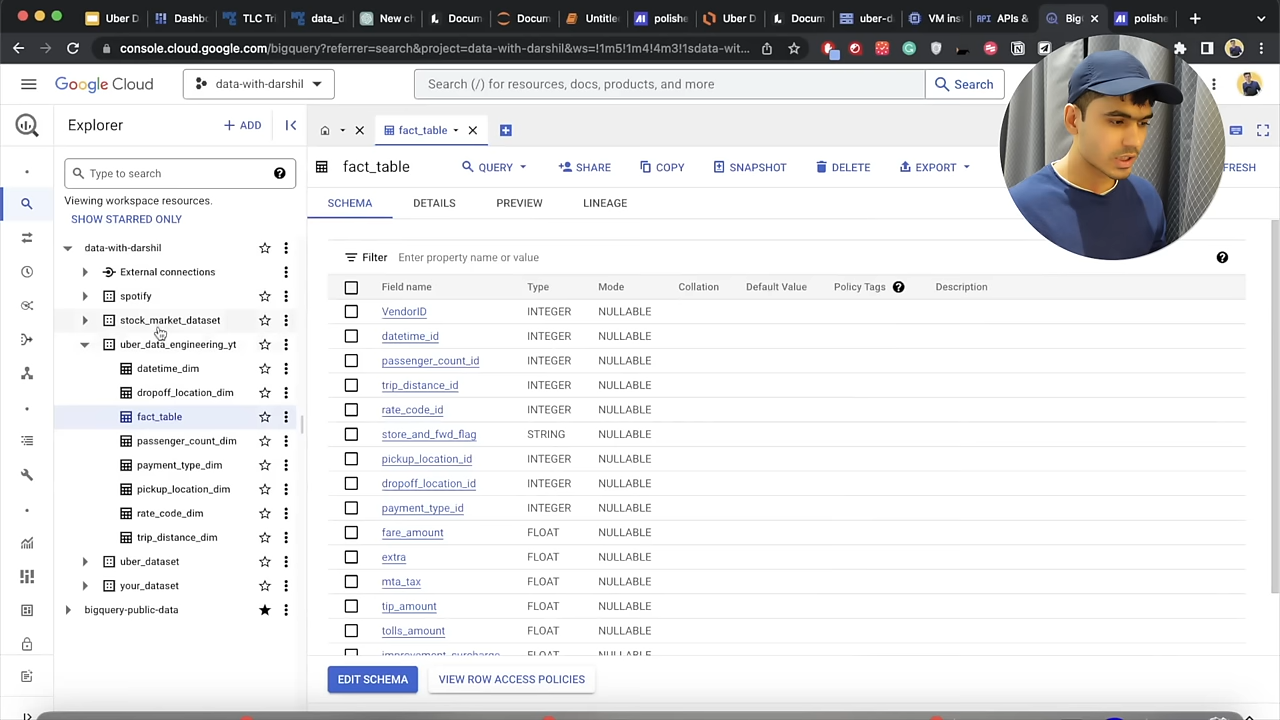 Uber D
Dashb
TLC Tri
data_d
New ch
Docum
Docum
Untitle
polishe
Uber D
Docum
uber-d
VM inst
RPI APIs &
Big
polishe
console.cloud.google.com/bigquery?referrer=search&project=data-with-darshil&ws=!1m5!1m4!4m3!1sdata-wit...
Google Cloud
data-with-darshil
Search (/) for resources, docs, products, and more
Search
Explorer
+ ADD
fact_table
Type to search
fact_table
QUERY
SHARE
COPY
SNAPSHOT
DELETE
EXPORT
FRESH
Viewing workspace resources.
SHOW STARRED ONLY
SCHEMA
DETAILS
PREVIEW
LINEAGE
data-with-darshil
External connections
spotify
stock_market_dataset
uber_data_engineering_yt
datetime_dim
dropoff_location_dim
fact_table
passenger_count_dim
payment_type_dim
pickup_location_dim
rate_code_dim
trip_distance_dim
uber_dataset
your_dataset
bigquery-public-data
Filter Enter property name or value
Field name Type Mode Collation Default Value Policy Tags Description
VendorID INTEGER NULLABLE
datetime_id INTEGER NULLABLE
passenger_count_id INTEGER NULLABLE
trip_distance_id INTEGER NULLABLE
rate_code_id INTEGER NULLABLE
store_and_fwd_flag STRING NULLABLE
pickup_location_id INTEGER NULLABLE
dropoff_location_id INTEGER NULLABLE
payment_type_id INTEGER NULLABLE
fare_amount FLOAT NULLABLE
extra FLOAT NULLABLE
mta_tax FLOAT NULLABLE
tip_amount FLOAT NULLABLE
tolls_amount FLOAT NULLABLE
improvement_surcharge FLOAT NULLABLE
EDIT SCHEMA
VIEW ROW ACCESS POLICIES